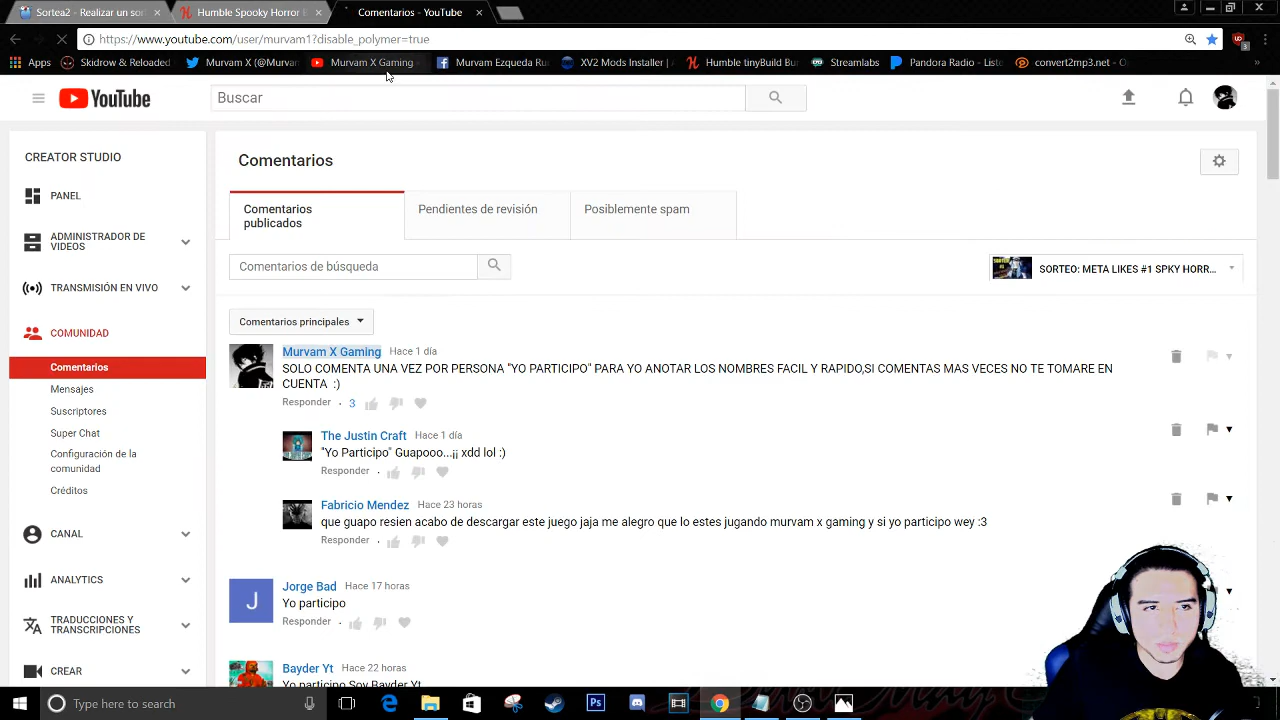 Sortea2 - Realizar un sort
Humble Spooky Horror B
Comentarios - YouTube
https://www.youtube.com/user/murvam1?disable_polymer=true
Apps
Skidrow & Reloaded
Murvam X (@Murvam
Murvam X Gaming
Murvam Ezqueda Ru
XV2 Mods Installer |
Humble tinyBuild Bun
Streamlabs
Pandora Radio - Liste
convert2mp3.net - O
YouTube
Buscar
CREATOR STUDIO
PANEL
ADMINISTRADOR DE
VIDEOS
TRANSMISIÓN EN VIVO
COMUNIDAD
Comentarios
Mensajes
Suscriptores
Super Chat
Configuración de la
comunidad
Créditos
CANAL
ANALYTICS
TRADUCCIONES Y
TRANSCRIPCIONES
CREAR
Comentarios
Comentarios
publicados
Pendientes de revisión
Posiblemente spam
Comentarios de búsqueda
SORTEO: META LIKES #1 SPKY HORR...
Comentarios principales
Murvam X Gaming Hace 1 día
SOLO COMENTA UNA VEZ POR PERSONA "YO PARTICIPO" PARA YO ANOTAR LOS NOMBRES FACIL Y RAPIDO,SI COMENTAS MAS VECES NO TE TOMARE EN
CUENTA :)
Responder · 3
The Justin Craft Hace 1 día
"Yo Participo" Guapooo...¡¡ xdd lol :)
Responder ·
Fabricio Mendez Hace 23 horas
que guapo resien acabo de descargar este juego jaja me alegro que lo estes jugando murvam x gaming y si yo participo wey :3
Responder ·
J
Jorge Bad Hace 17 horas
Yo participo
Responder ·
Bayder Yt Hace 22 horas
Yo participo Soy Bayder Yt
Type here to search